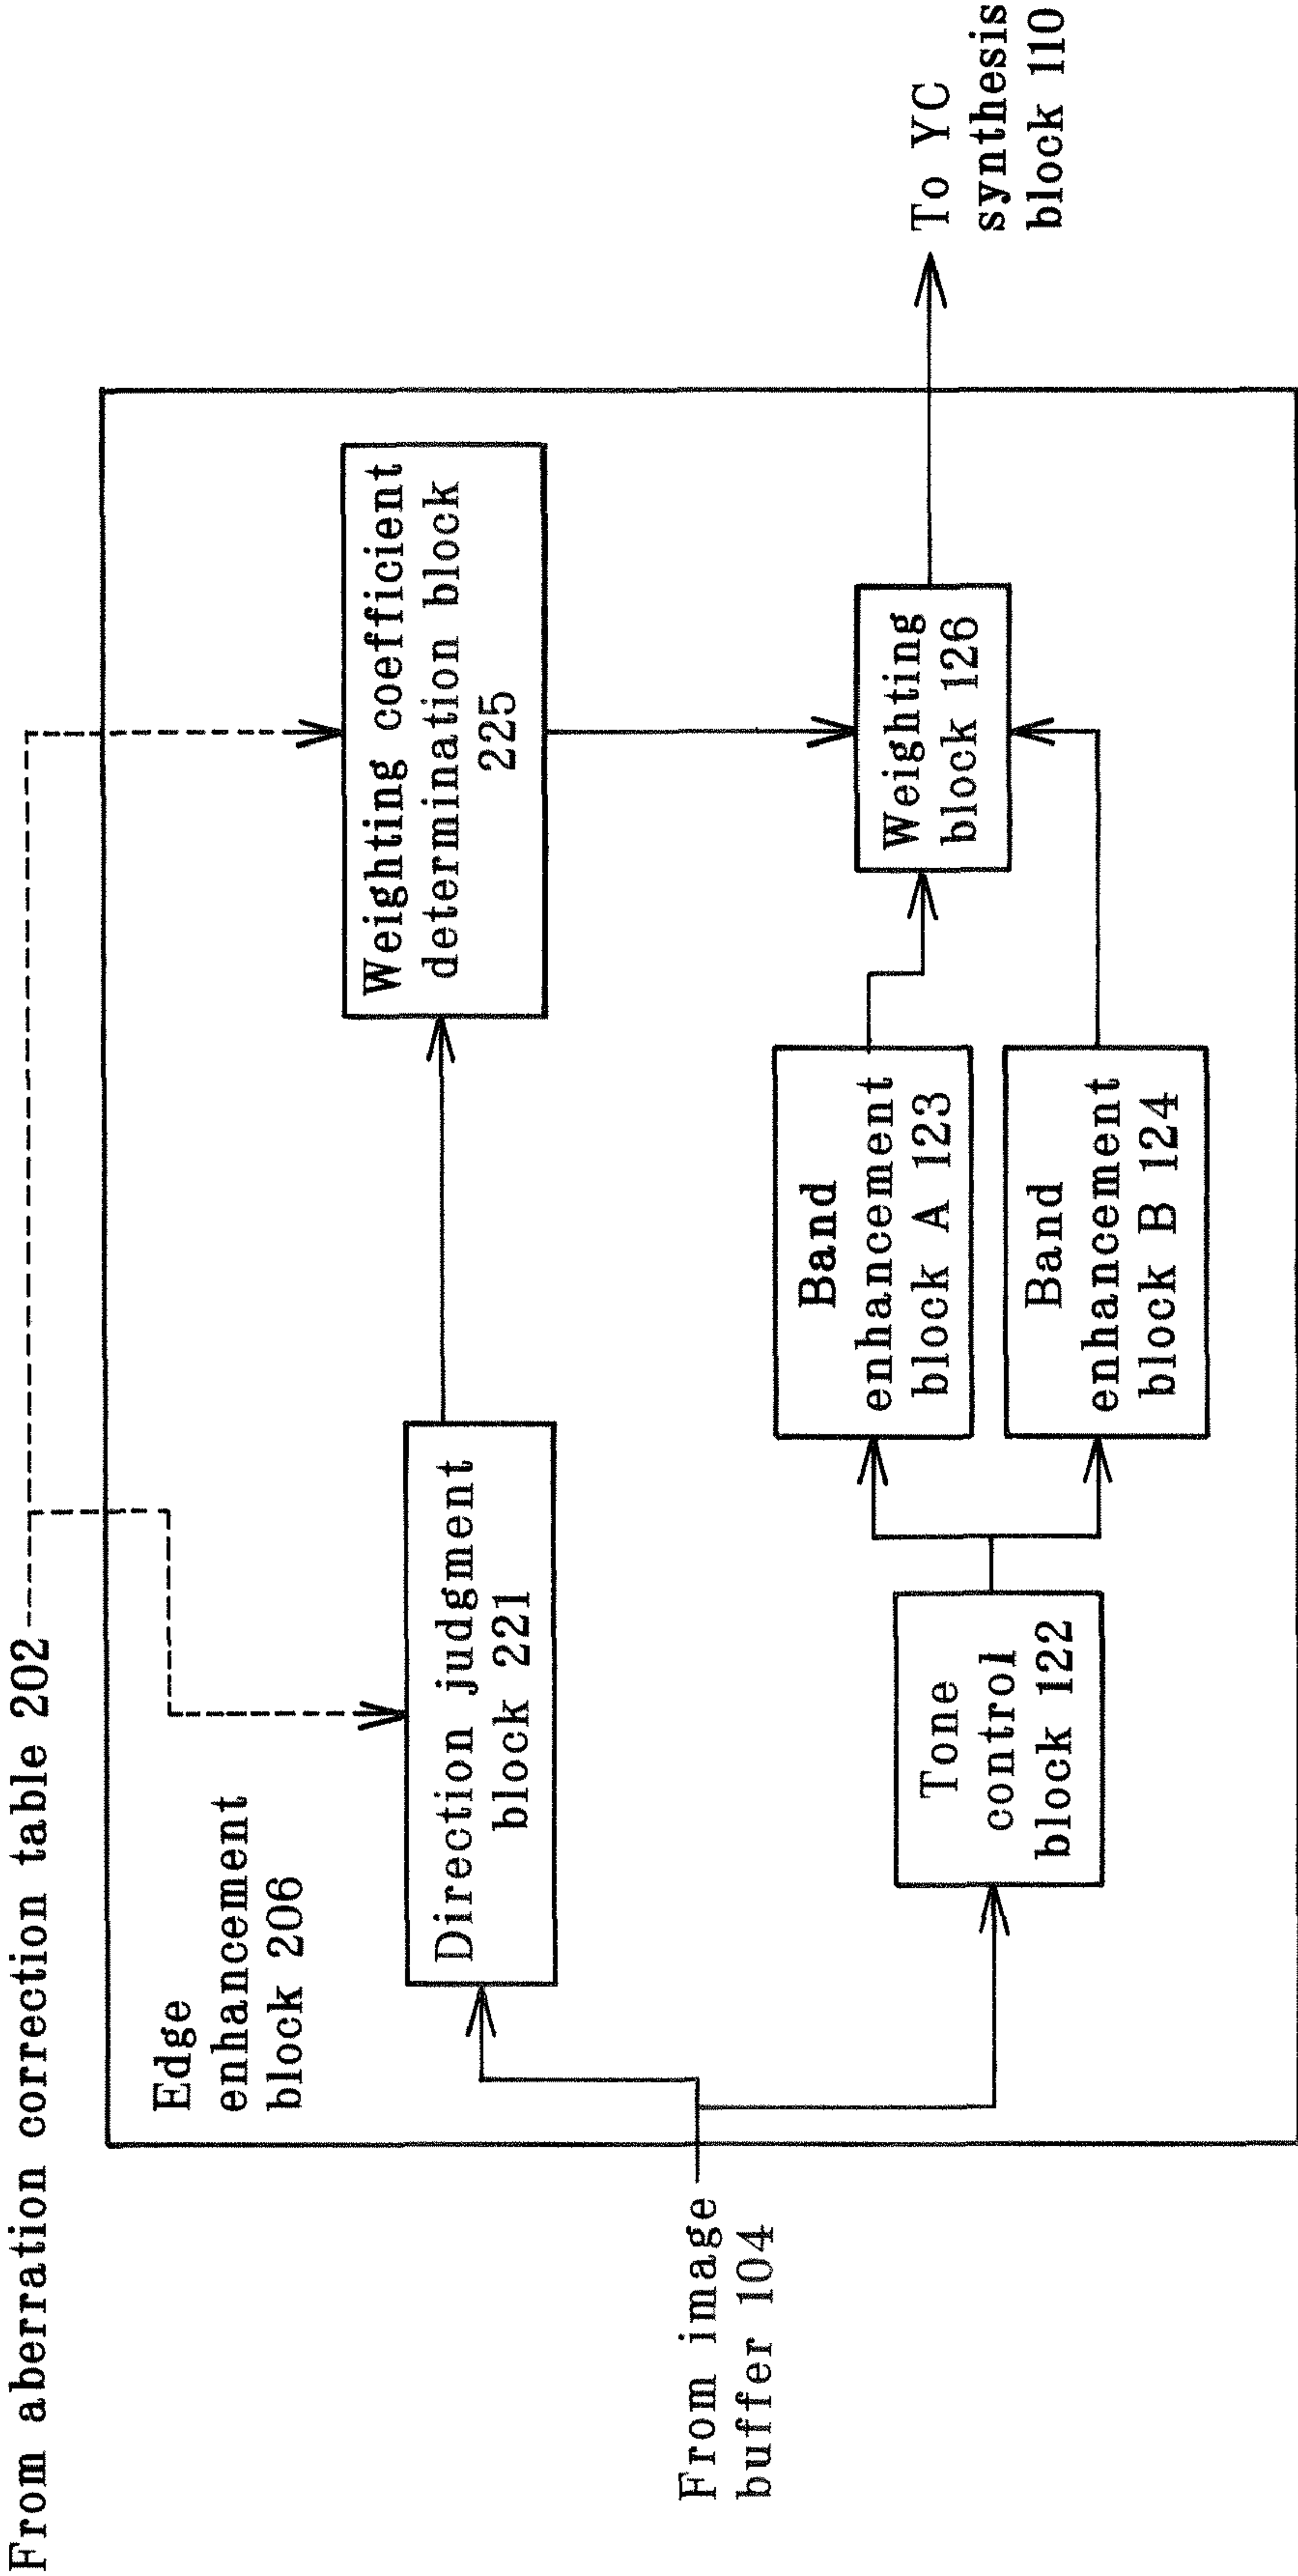 From aberration correction table 202
Edge
enhancement
block 206
Direction judgment
block 221
Weighting coefficient
determination block
225
From image
buffer 104
Tone
control
block 122
Band
enhancement
block A 123
Band
enhancement
block B 124
Weighting
block 126
To YC
synthesis
block 110